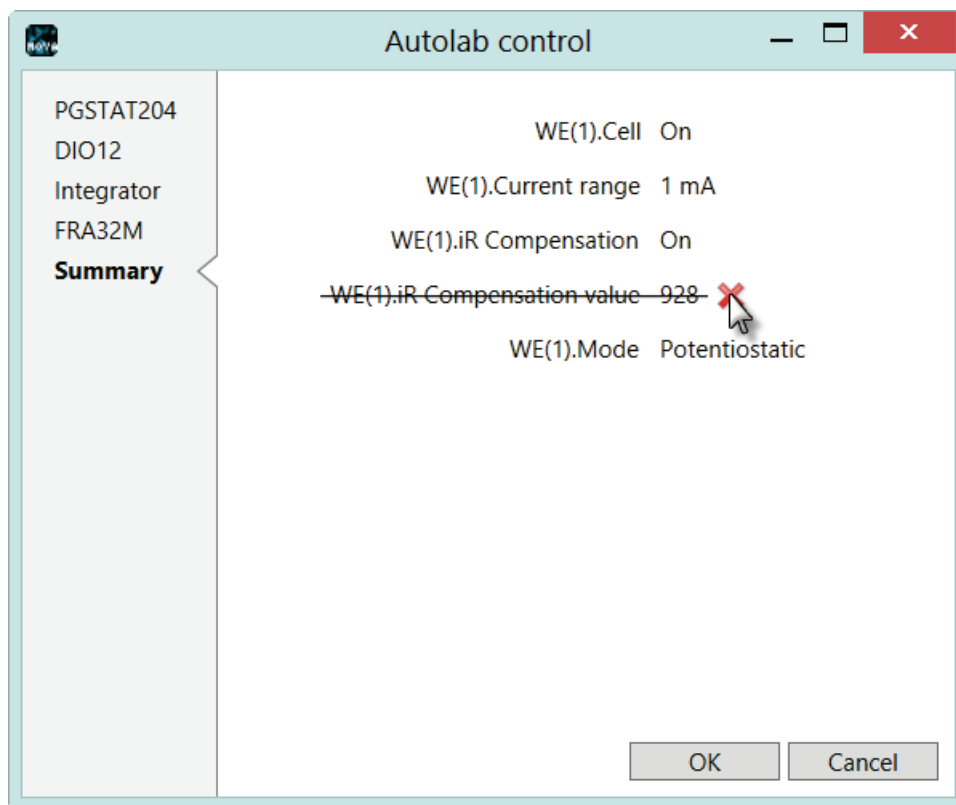 Autolab control
PGSTAT204
DIO12
Integrator
FRA32M
Summary
WE(1).Cell On
WE(1).Current range 1 mA
WE(1).iR Compensation On
WE(1).iR Compensation value 928
WE(1).Mode Potentiostatic
OK Cancel